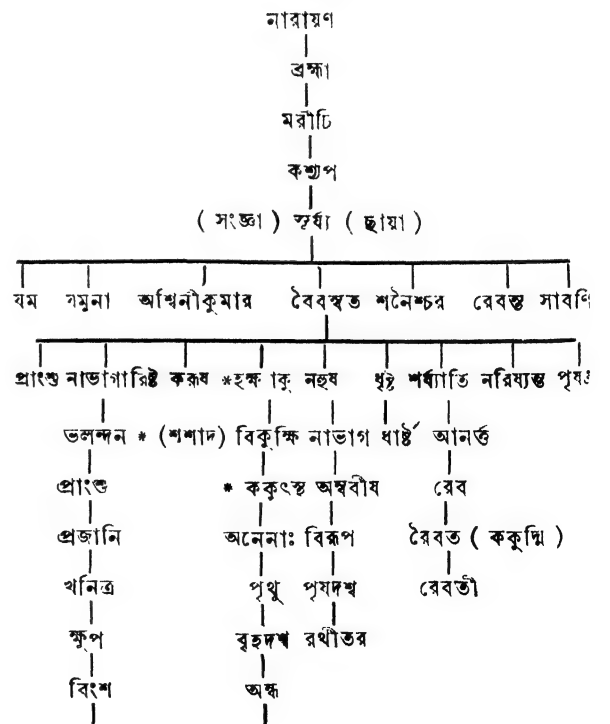 নারায়ণ
ব্রহ্মা
মরীচি
কশ্যপ
( সংজ্ঞা ) সূর্য্য ( ছায়া )
যম যমুনা অশ্বিনীকুমার বৈবস্বত শনৈশ্চর রেবন্ত সাবর্ণি
প্রাংশু নাভাগারিষ্ট করূষ *ইক্ষ্বাকু নহুষ ধৃষ্ট শর্য্যাতি নরিষ্যন্ত
ভলন্দন * (শশাদ) বিকুক্ষি নাভাগ ধার্ষ্ট আনর্ত্ত
প্রাংশু * ককুৎস্থ অম্বরীষ রেব
প্রজানি অনেনাঃ বিরূপ রৈবত ( ককুদ্মি )
খনিত্র পৃথু পৃষদশ্ব রেবতী
ক্ষুপ বৃহদশ্ব রথীতর
বিংশ অন্ধ